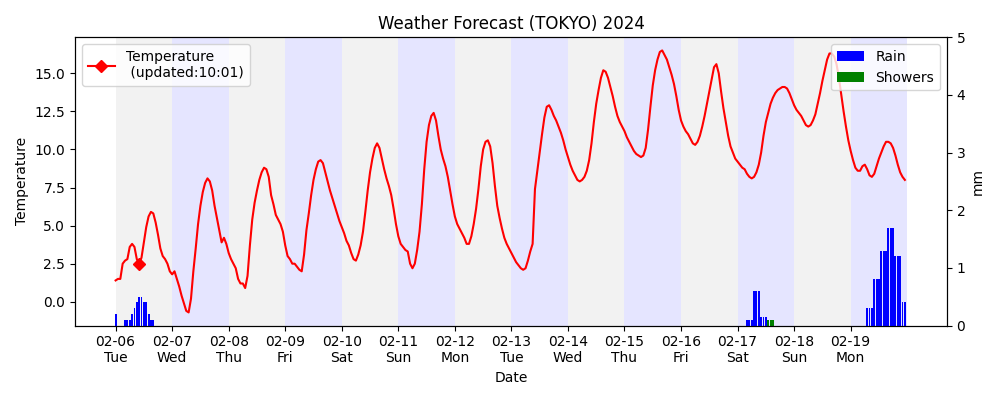 Weather Forecast (TOKYO) 2024
Temperature
(updated:10:01)
Rain
Showers
Temperature
15.0
12.5
10.0
7.5
5.0
2.5
0.0
5
4
3
2
1
0
mm
02-06 02-07 02-08 02-09 02-10 02-11 02-12 02-13 02-14 02-15 02-16 02-17 02-18 02-19
Tue Wed Thu Fri Sat Sun Mon Tue Wed Thu Fri Sat Sun Mon
Date